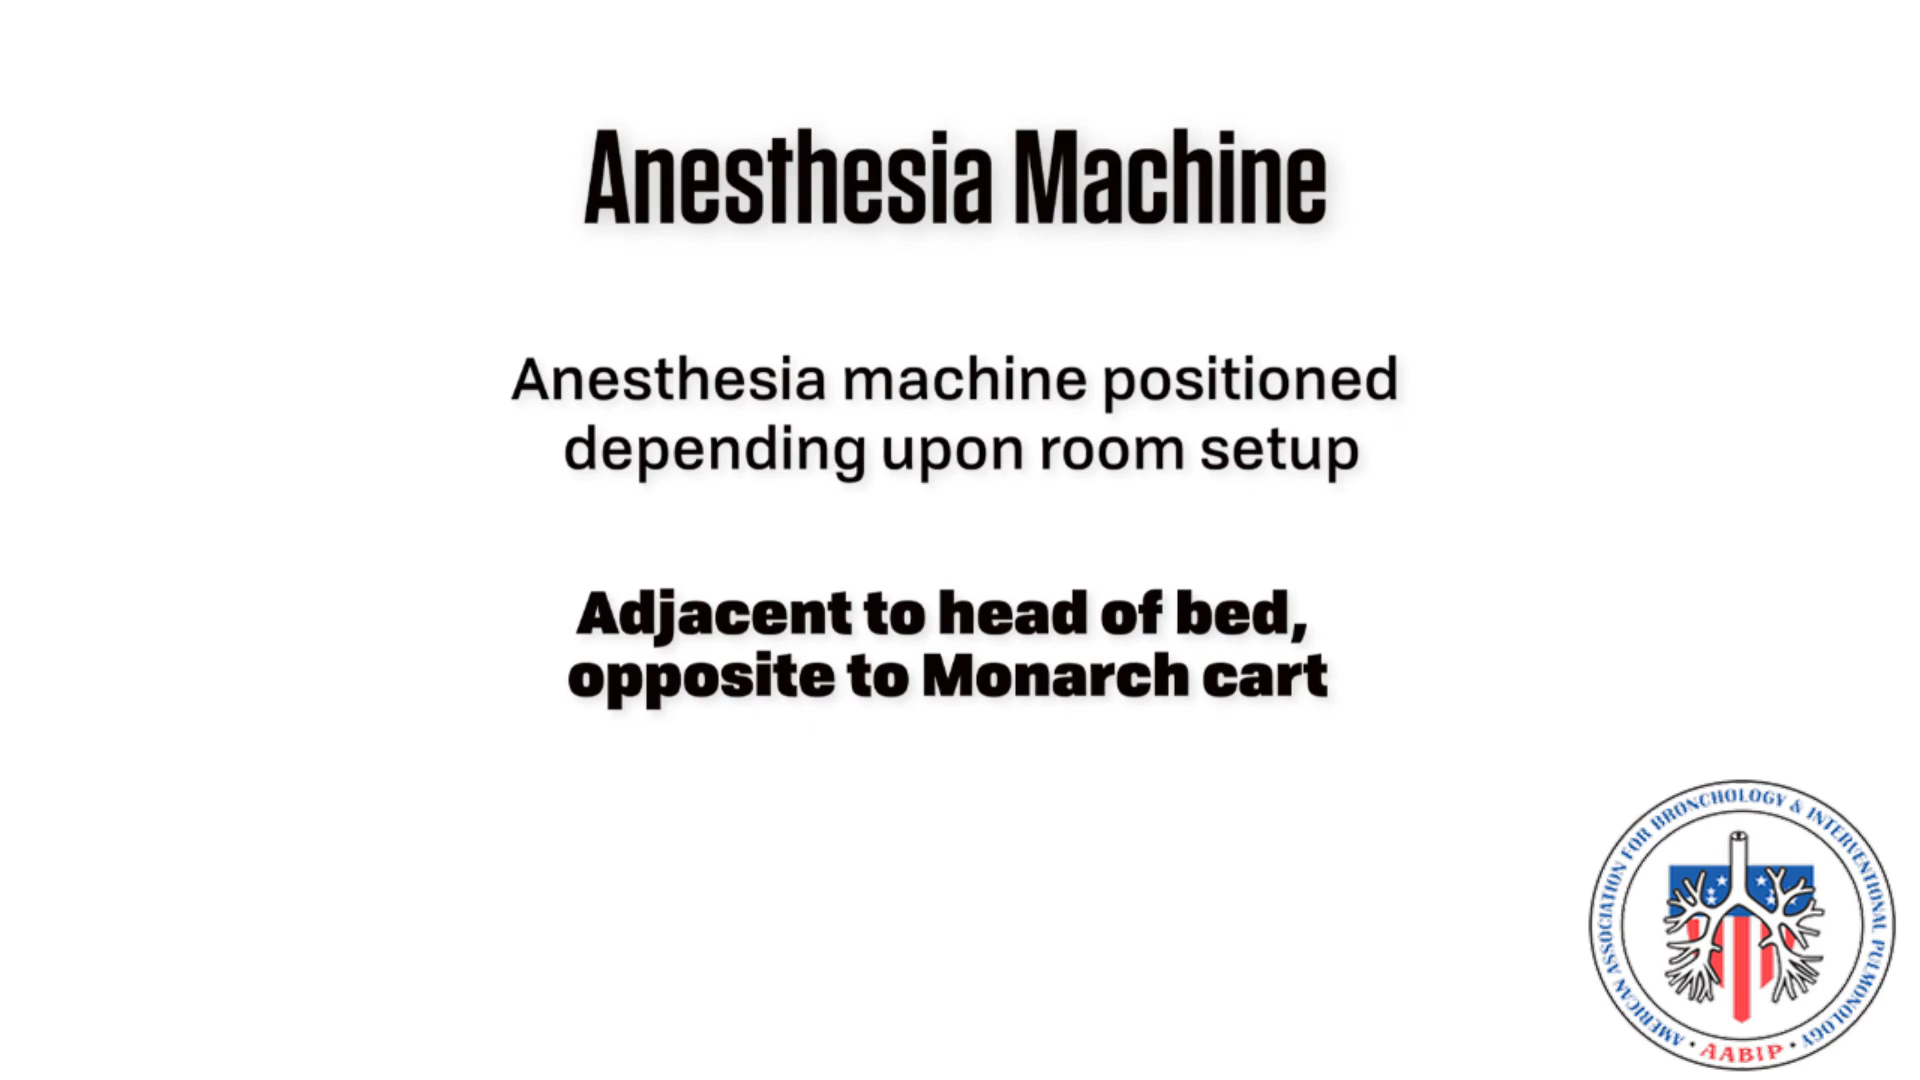 Anesthesia Machine
Anesthesia machine positioned
depending upon room setup
Adjacent to head of bed,
opposite to Monarch cart
AMERICAN ASSOCIATION FOR BRONCHOLOGY & INTERVENTIONAL PULMONOLOGY
• AABIP •